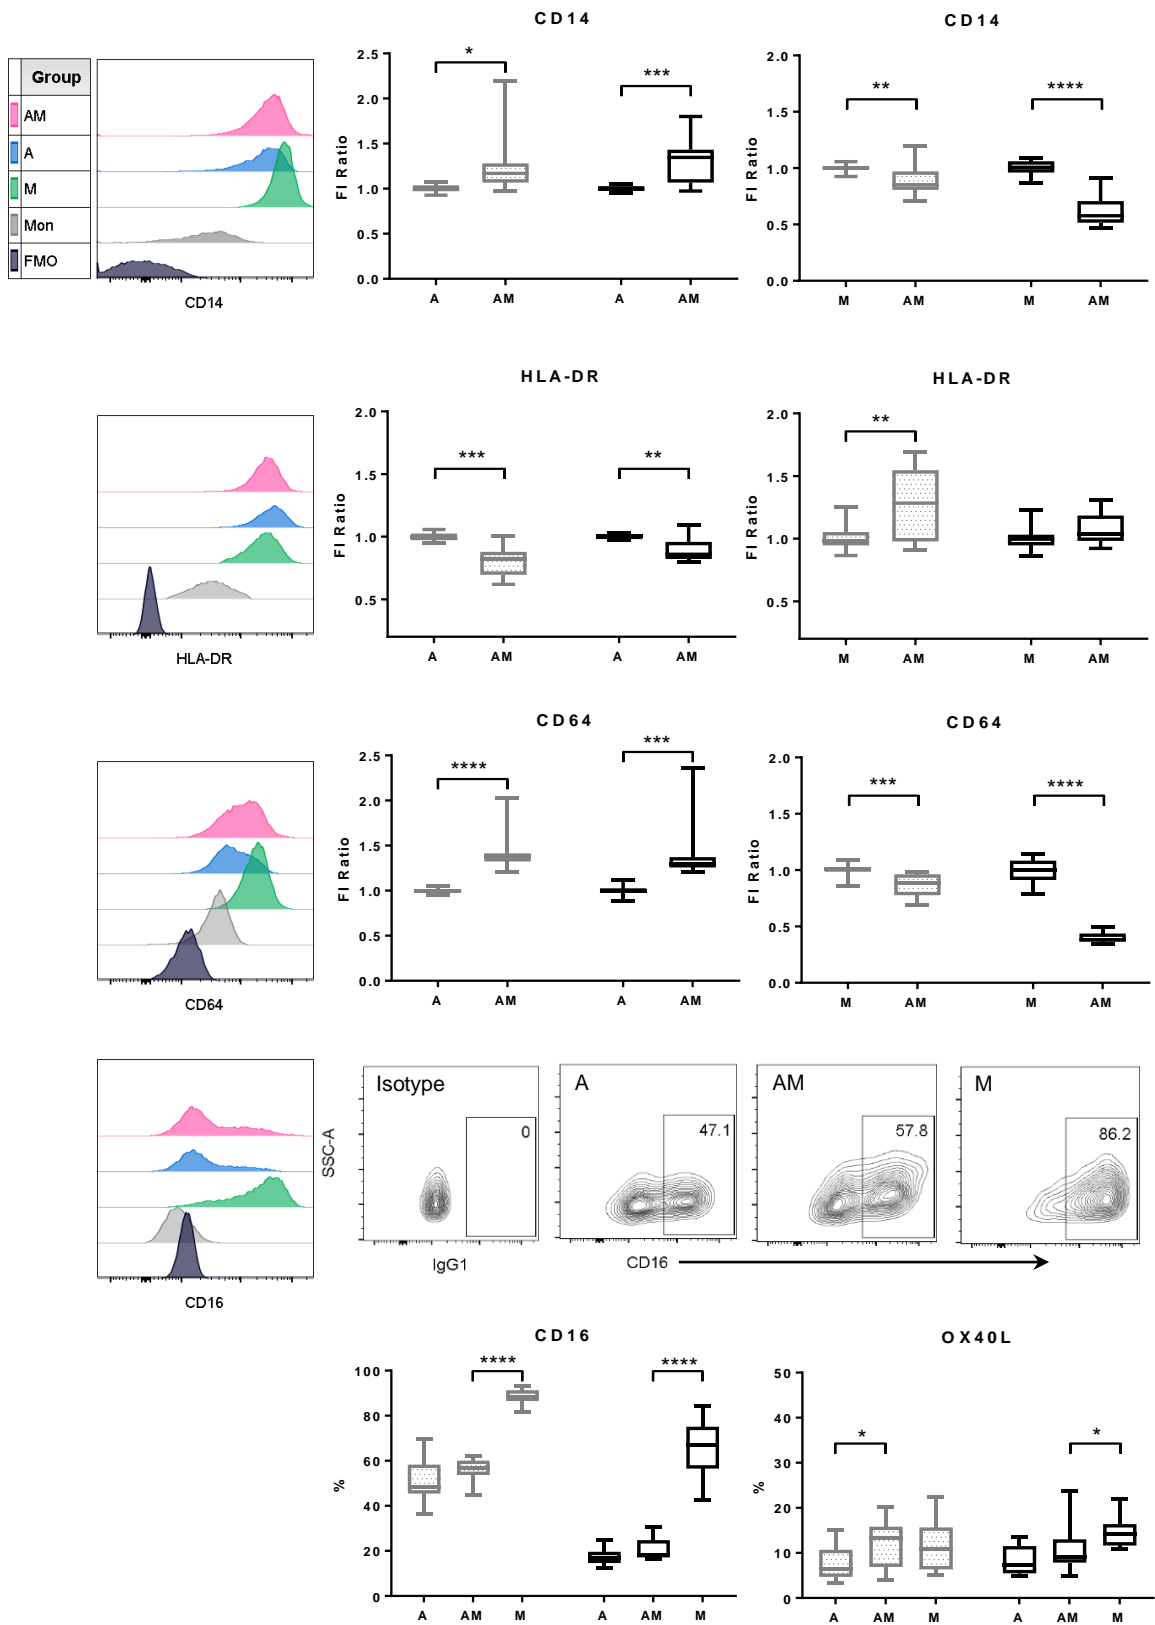 CD14
CD14
Group
AM
A
M
Mon
FMO
CD14
FI Ratio
2.5
2.0
1.5
1.0
0.5
0.0
*
***
A
AM
A
AM
FI Ratio
2.0
1.5
1.0
0.5
0.0
**
****
M
AM
M
AM
HLA-DR
HLA-DR
HLA-DR
FI Ratio
2.0
1.5
1.0
0.5
***
**
A
AM
A
AM
FI Ratio
2.0
1.5
1.0
0.5
**
M
AM
M
AM
CD64
CD64
CD64
FI Ratio
2.5
2.0
1.5
1.0
0.5
0.0
****
***
A
AM
A
AM
FI Ratio
2.0
1.5
1.0
0.5
0.0
***
****
M
AM
M
AM
CD16
SSC-A
Isotype
0
A
47.1
AM
57.8
M
86.2
IgG1
CD16
CD16
%
100
80
60
40
20
0
****
****
A
AM
M
A
AM
M
OX40L
%
50
40
30
20
10
0
*
*
A
AM
M
A
AM
M